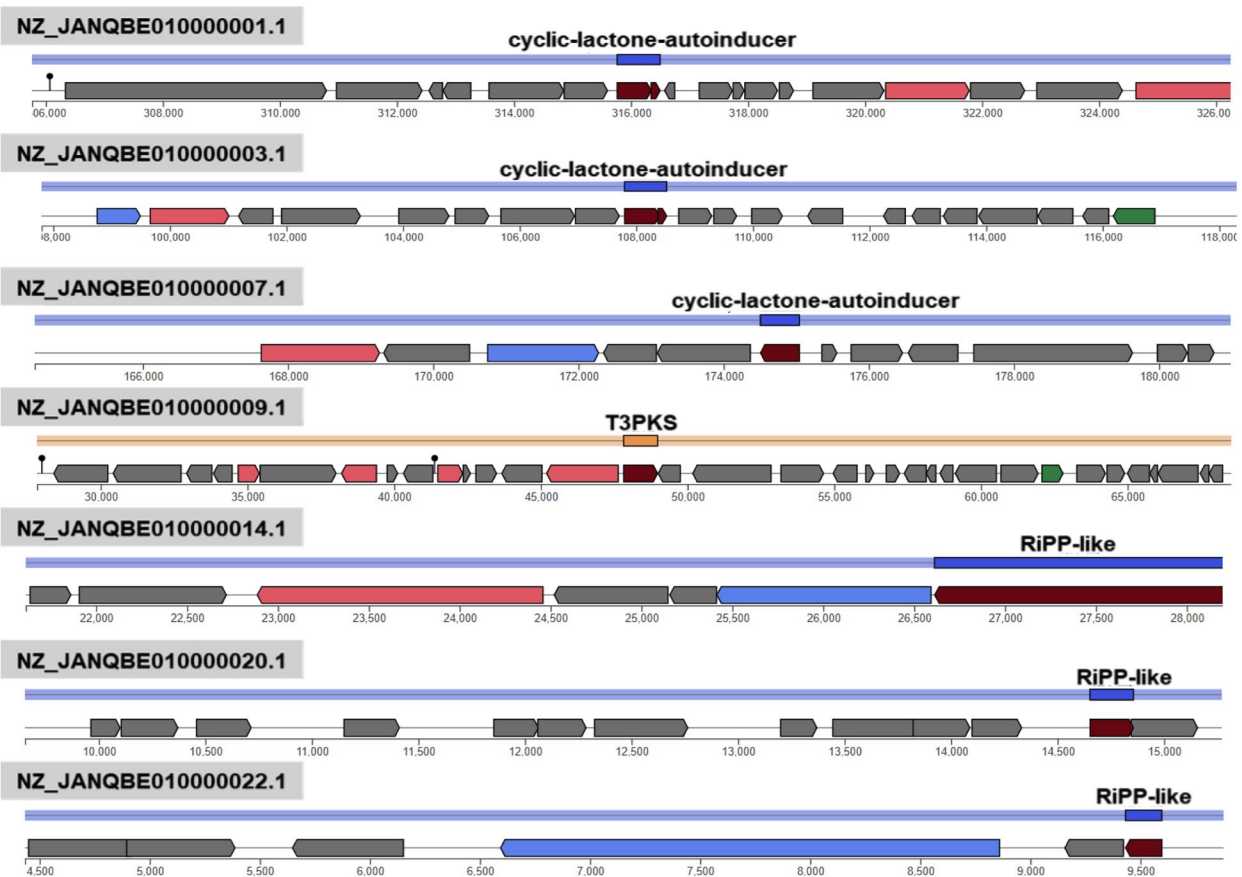 NZ_JANQBE010000001.1
cyclic-lactone-autoinducer
06.000 308,000 310,000 312,000 314,000 316,000 318,000 320,000 322,000 324,000 326,000
NZ_JANQBE010000003.1
cyclic-lactone-autoinducer
98,000 100,000 102,000 104,000 106,000 108,000 110,000 112,000 114,000 116,000 118,000
NZ_JANQBE010000007.1
cyclic-lactone-autoinducer
166.000 168,000 170,000 172,000 174,000 176,000 178,000 180,000
NZ_JANQBE010000009.1
T3PKS
30.000 35,000 40,000 45,000 50,000 55,000 60,000 65,000
NZ_JANQBE010000014.1
RiPP-like
22,000 22,500 23,000 23,500 24,000 24,500 25,000 25,500 26,000 26,500 27,000 27,500 28,000
NZ_JANQBE010000020.1
RiPP-like
10,000 10,500 11,000 11,500 12,000 12,500 13,000 13,500 14,000 14,500 15,000
NZ_JANQBE010000022.1
RiPP-like
4,500 5,000 5,500 6,000 6,500 7,000 7,500 8,000 8,500 9,000 9,500